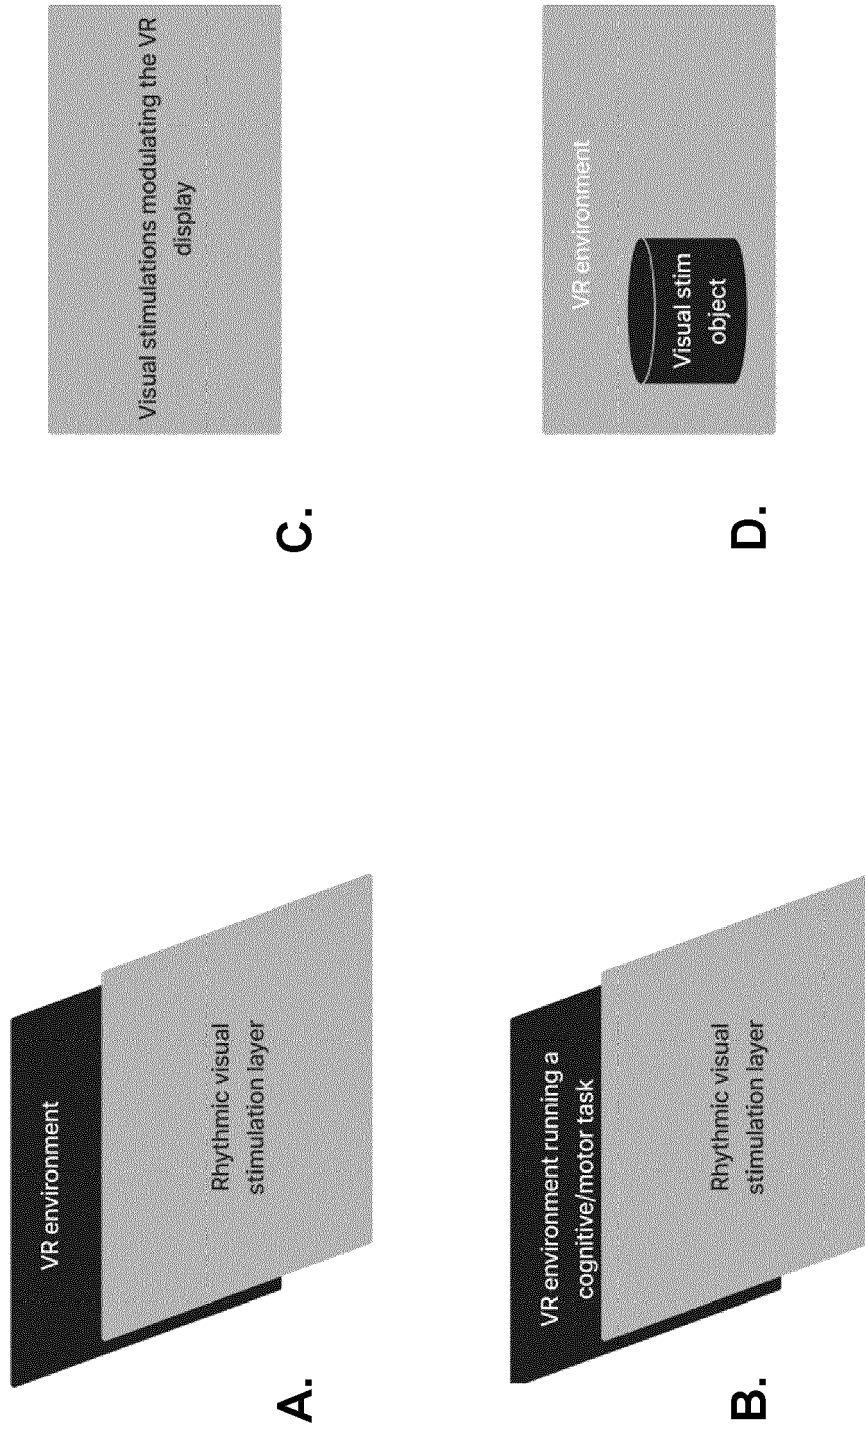 A.
VR environment
Rhythmic visual
stimulation layer
B.
VR environment running a
cognitive/motor task
Rhythmic visual
stimulation layer
C.
Visual stimulations modulating the VR
display
D.
VR environment
Visual stim
object